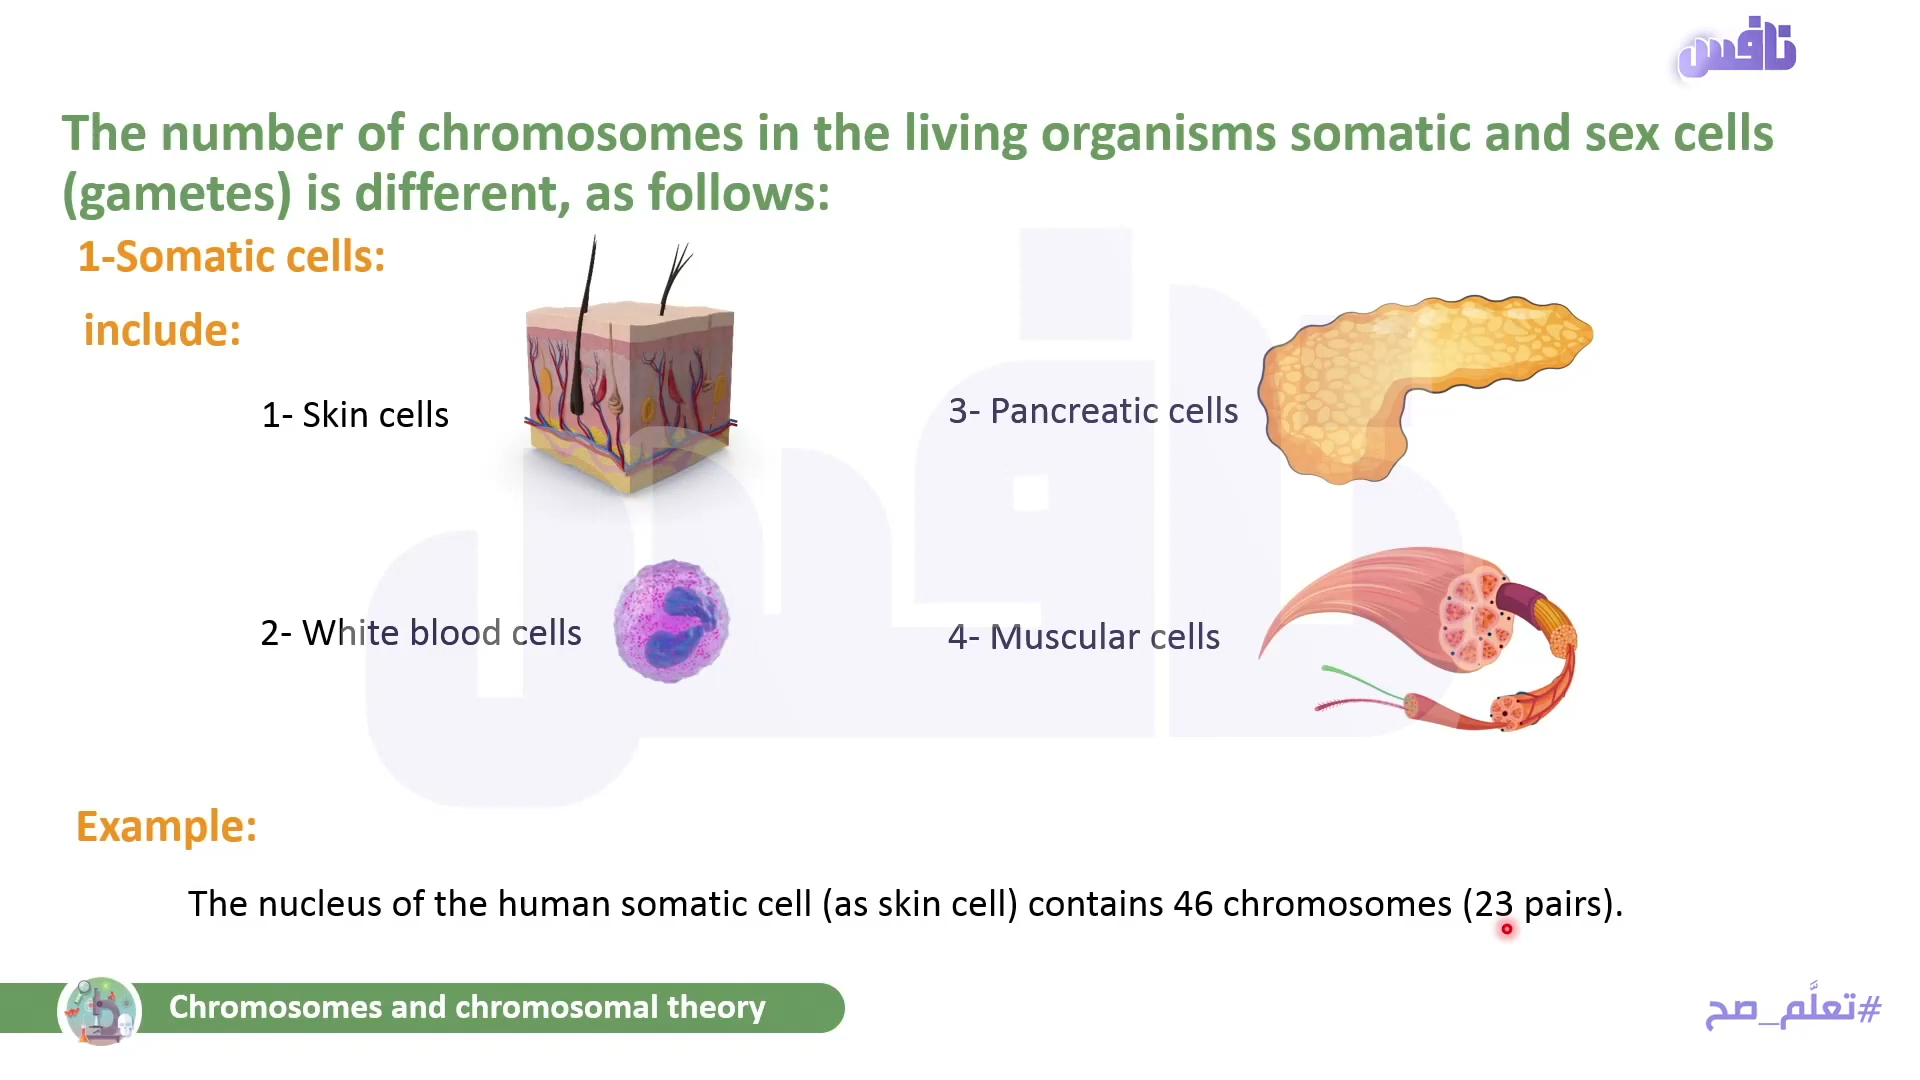 نافس
The number of chromosomes in the living organisms somatic and sex cells
(gametes) is different, as follows:
1-Somatic cells:
include:
1- Skin cells
3- Pancreatic cells
2- White blood cells
4- Muscular cells
Example:
The nucleus of the human somatic cell (as skin cell) contains 46 chromosomes (23 pairs).
Chromosomes and chromosomal theory
#تعلَّم_صح